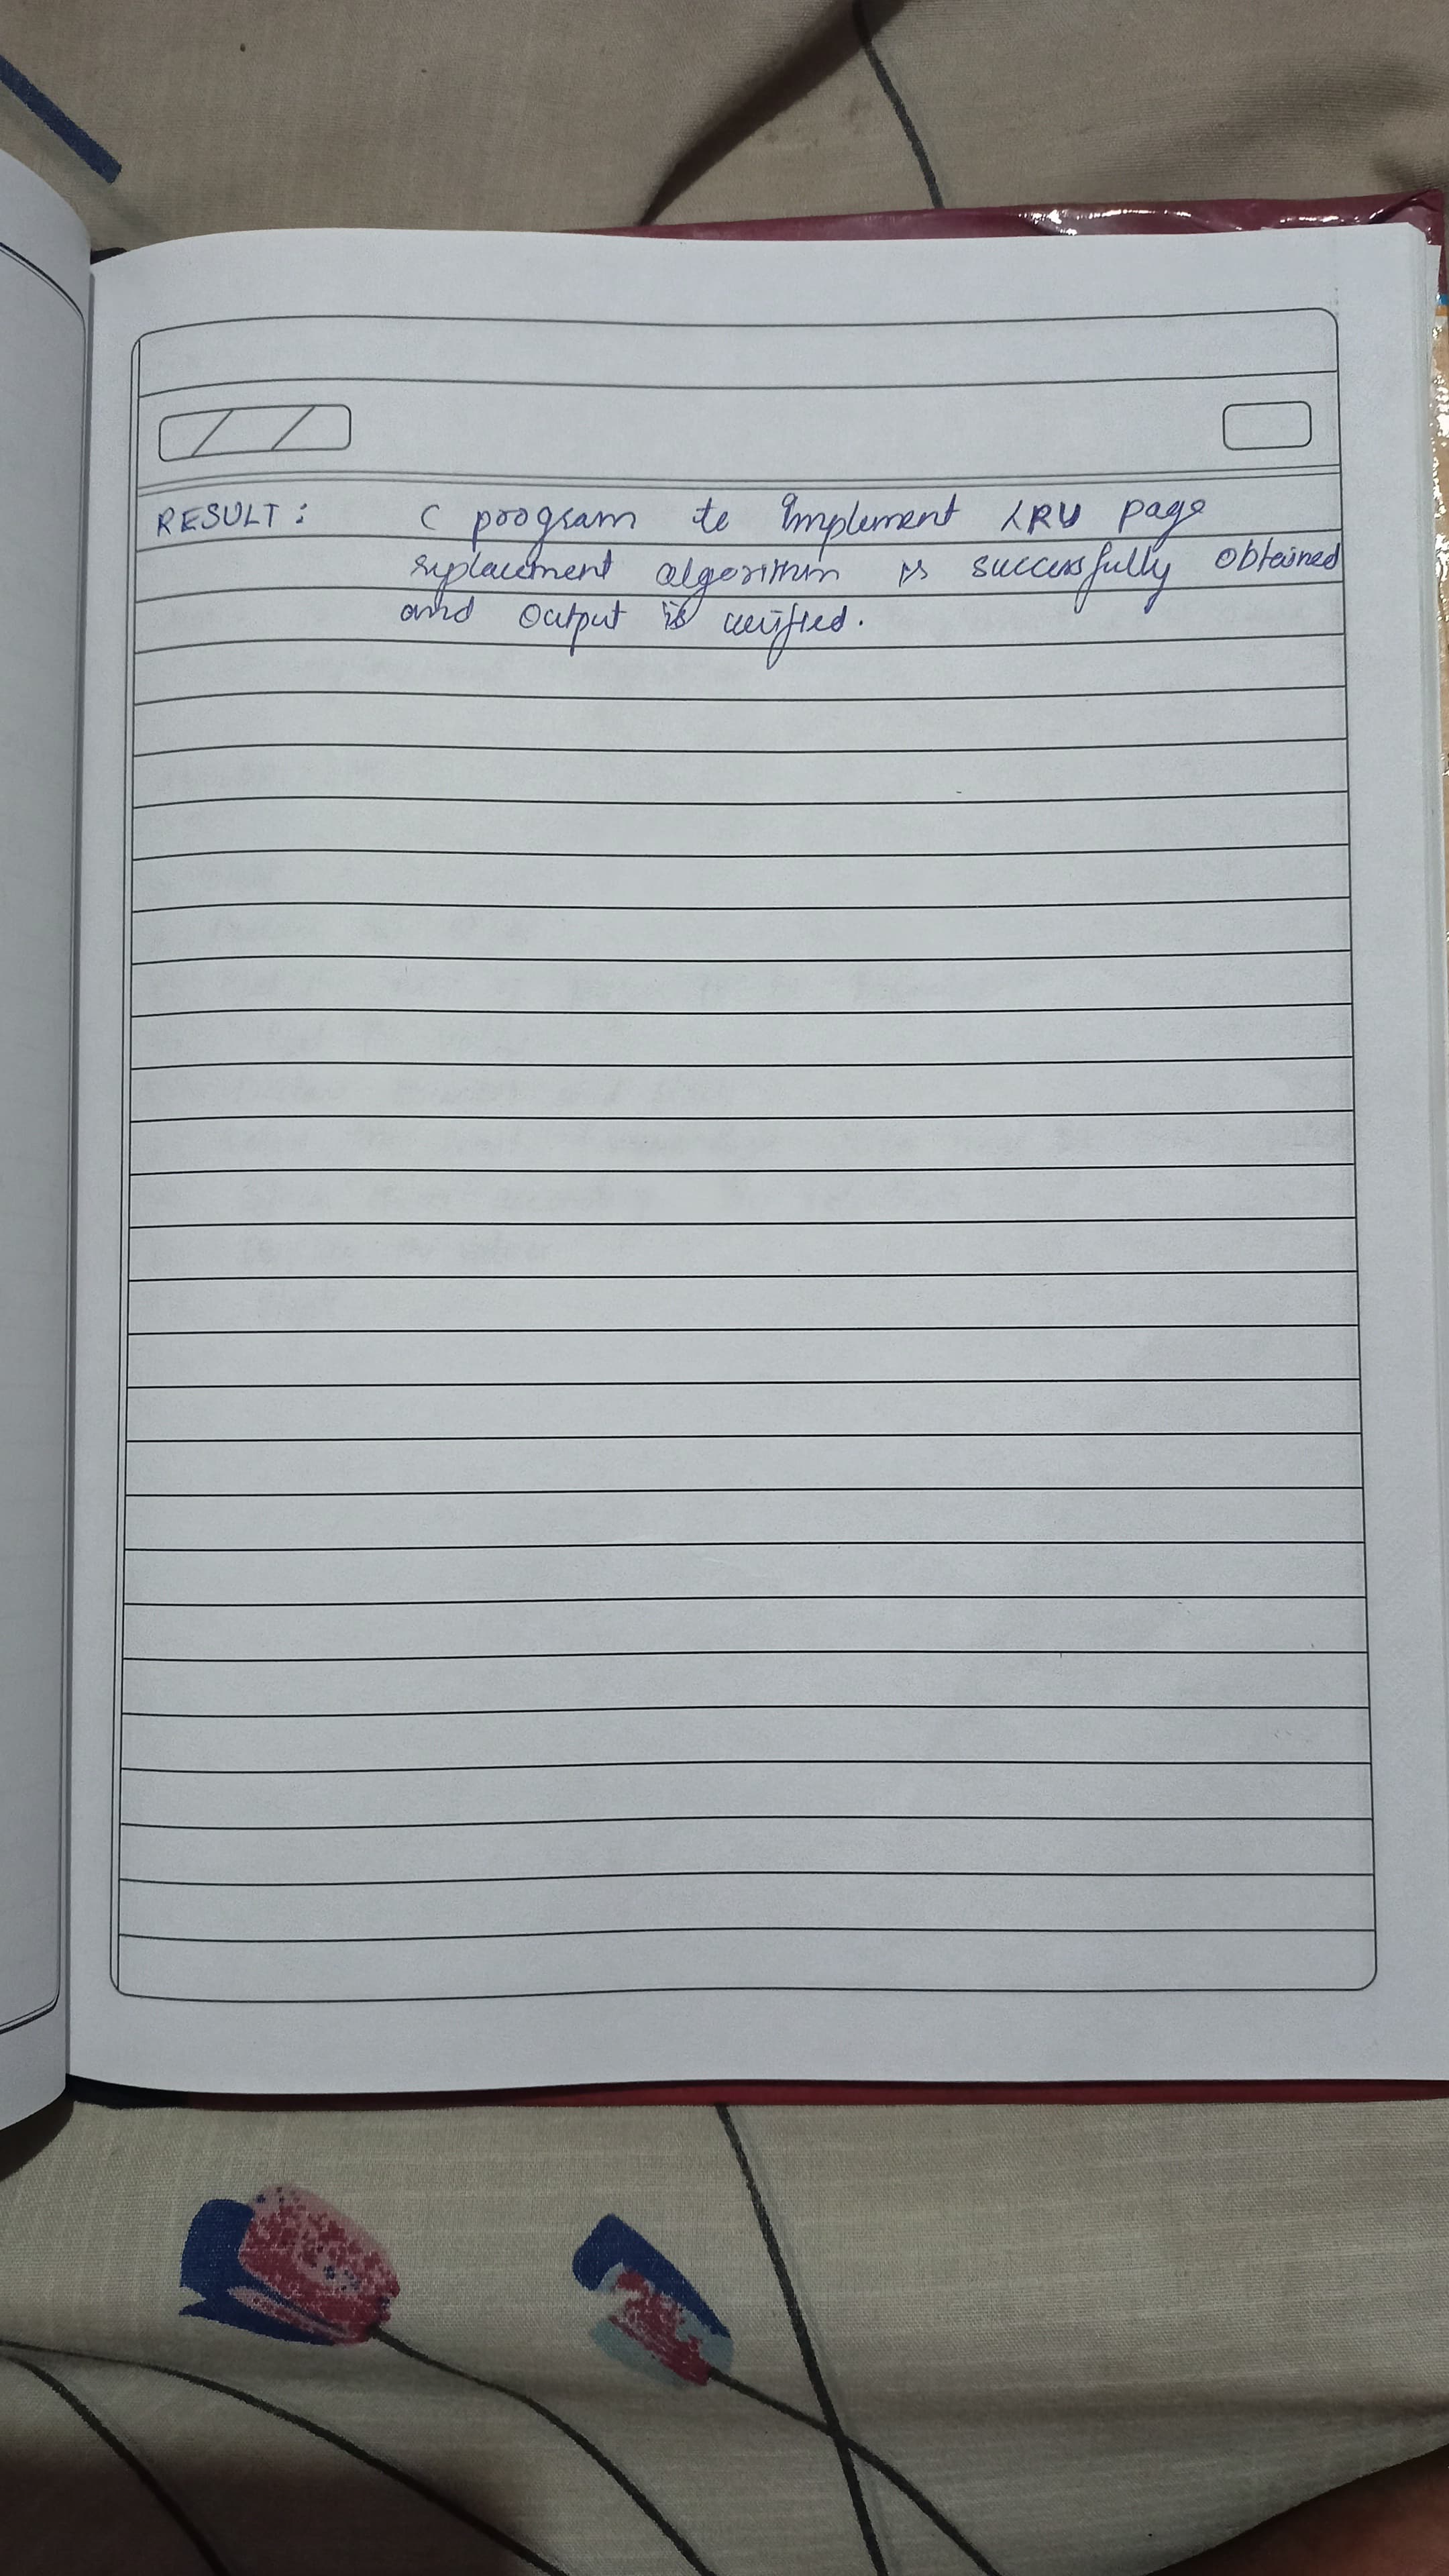 RESULT: C program to Implement LRU page
replacement algorithm is successfully obtained
and output is verified.